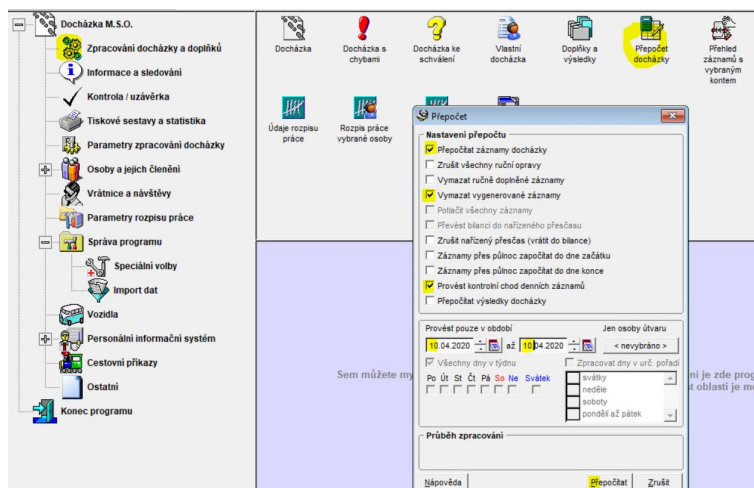 Docházka M.S.O.
Zpracování docházky a doplňků
Informace a sledování
Kontrola / uzávěrka
Tiskové sestavy a statistika
Parametry zpracování docházky
Osoby a jejich členění
Vrátnice a návštěvy
Parametry rozpisu práce
Správa programu
Speciální volby
Import dat
Vozidla
Personální informační systém
Cestovní příkazy
Ostatní
Konec programu
Docházka
Docházka s chybami
Docházka ke schválení
Vlastní docházka
Doplňky a výsledky
Přepočet docházky
Přehled záznamů s vybraným kontem
Údaje rozpisu práce
Rozpis práce vybrané osoby
Přepočet
Nastavení přepočtu
Přepočítat záznamy docházky
Zrušit všechny ruční opravy
Vymazat ručně doplněné záznamy
Vymazat vygenerované záznamy
Potlačit všechny záznamy
Převést bilanci do nařízeného přesčasu
Zrušit nařízený přesčas (vrátit do bilance)
Záznamy přes půlnoc započítat do dne začátku
Záznamy přes půlnoc započítat do dne konce
Provést kontrolní chod denních záznamů
Přepočítat výsledky docházky
Provést pouze v období Jen osoby útvaru
10.04.2020 až 10.04.2020 < nevybráno >
Všechny dny v týdnu Zpracovat dny v urč. pořadí
Po Út St Čt Pá So Ne Svátek
svátky
neděle
soboty
pondělí až pátek
Průběh zpracování
Nápověda Přepočítat Zrušit
Sem můžete
ní je zde
oblasti je